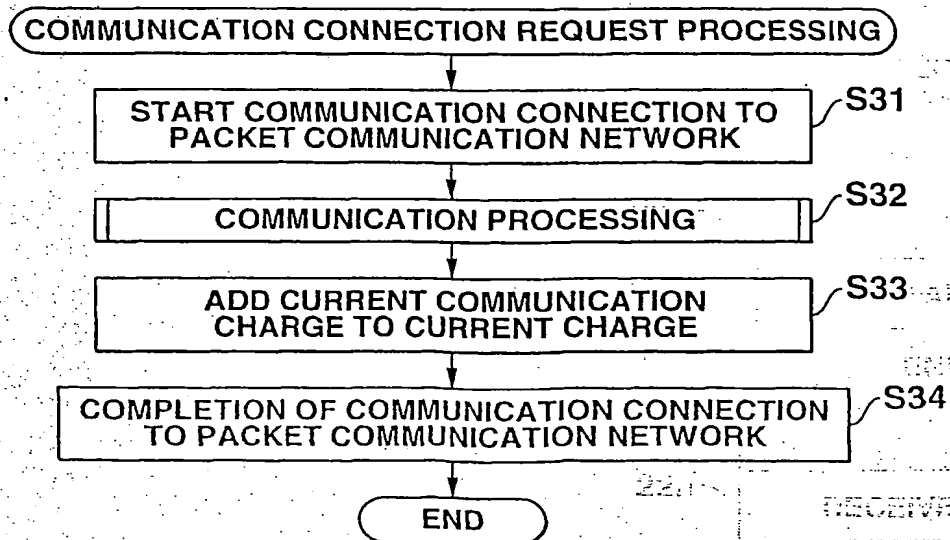 COMMUNICATION CONNECTION REQUEST PROCESSING
START COMMUNICATION CONNECTION TO
PACKET COMMUNICATION NETWORK
S31
COMMUNICATION PROCESSING
S32
ADD CURRENT COMMUNICATION
CHARGE TO CURRENT CHARGE
S33
COMPLETION OF COMMUNICATION CONNECTION
TO PACKET COMMUNICATION NETWORK
S34
END